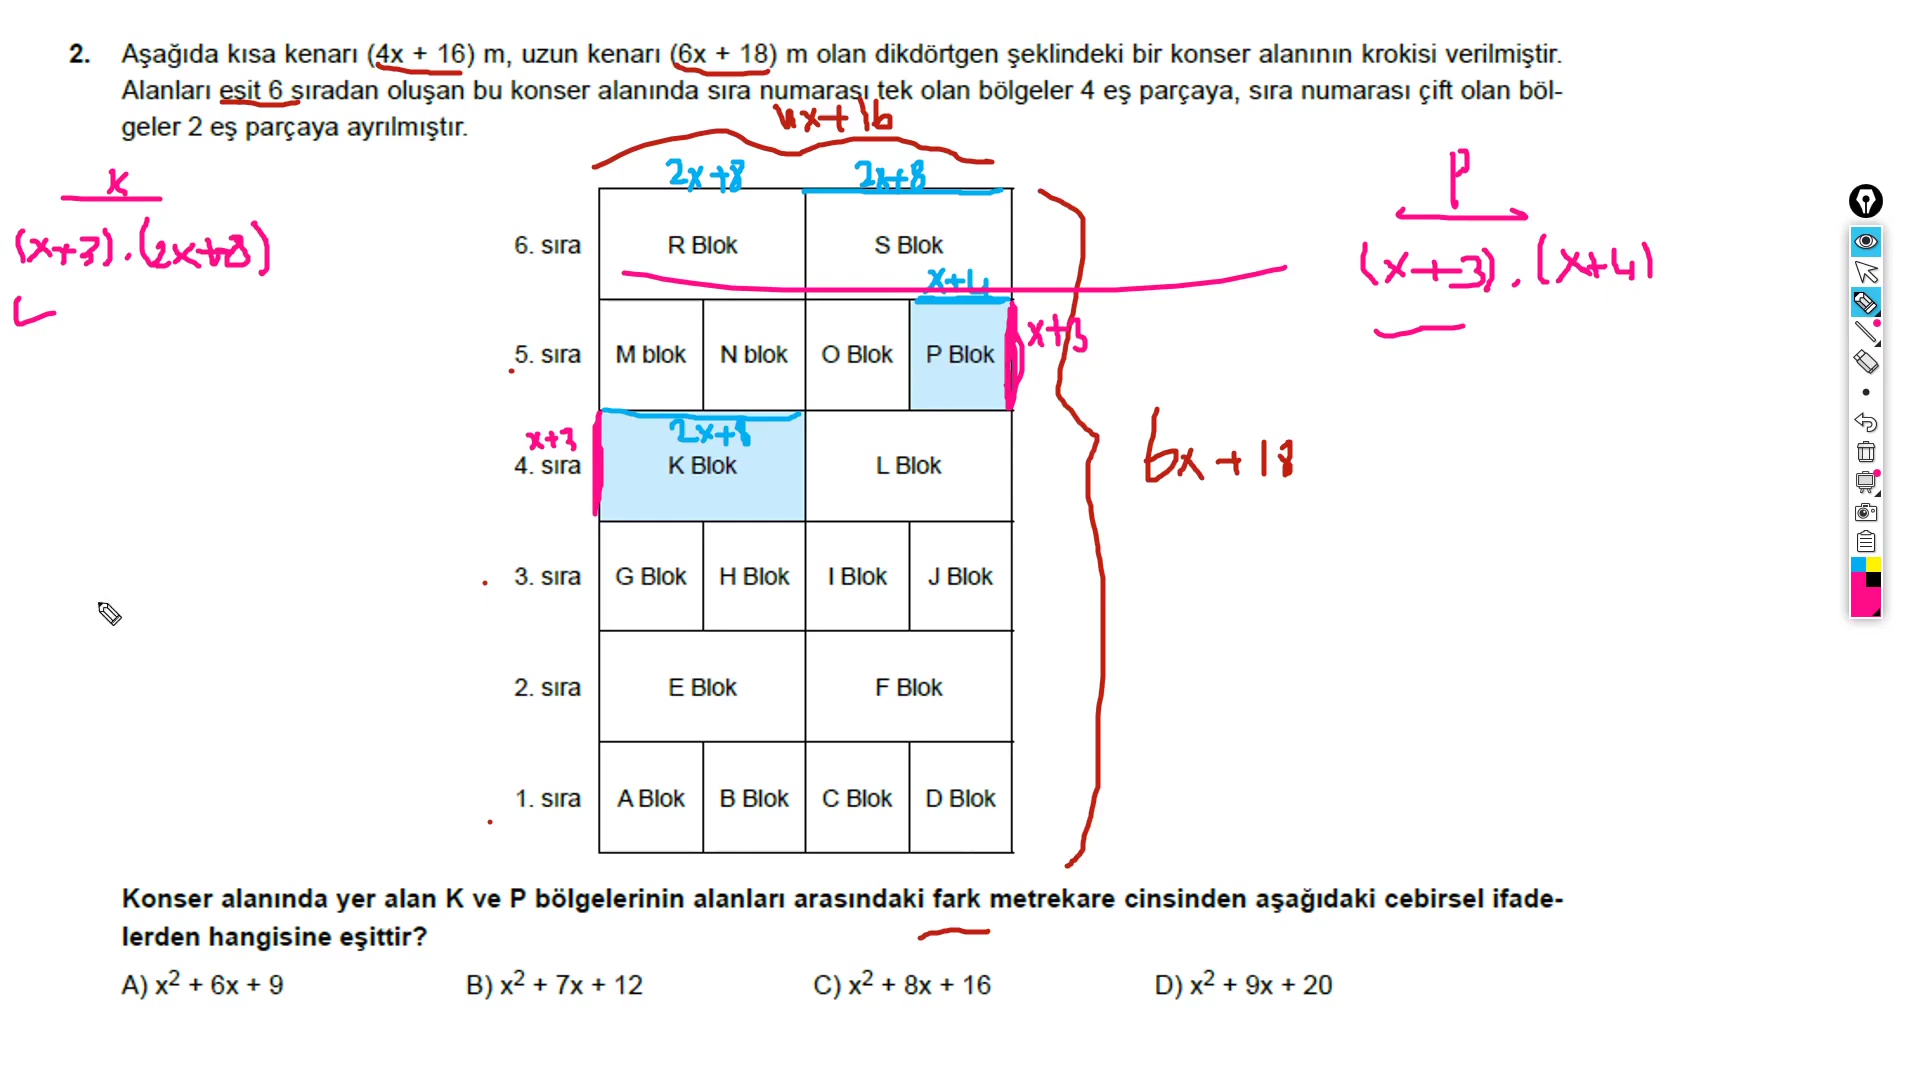 2. Aşağıda kısa kenarı (4x + 16) m, uzun kenarı (6x + 18) m olan dikdörtgen şeklindeki bir konser alanının krokisi verilmiştir.
Alanları eşit 6 sıradan oluşan bu konser alanında sıra numarası tek olan bölgeler 4 eş parçaya, sıra numarası çift olan böl-
geler 2 eş parçaya ayrılmıştır.
4x+16
2x+8 2x+8
K
(x+3).(2x+8)
P
(x+3).(x+4)
6. sıra R Blok S Blok
x+4
5. sıra M blok N blok O Blok P Blok
x+3
x+3 2x+8
4. sıra K Blok L Blok
6x+18
3. sıra G Blok H Blok I Blok J Blok
2. sıra E Blok F Blok
1. sıra A Blok B Blok C Blok D Blok
Konser alanında yer alan K ve P bölgelerinin alanları arasındaki fark metrekare cinsinden aşağıdaki cebirsel ifade-
lerden hangisine eşittir?
A) x² + 6x + 9 B) x² + 7x + 12 C) x² + 8x + 16 D) x² + 9x + 20